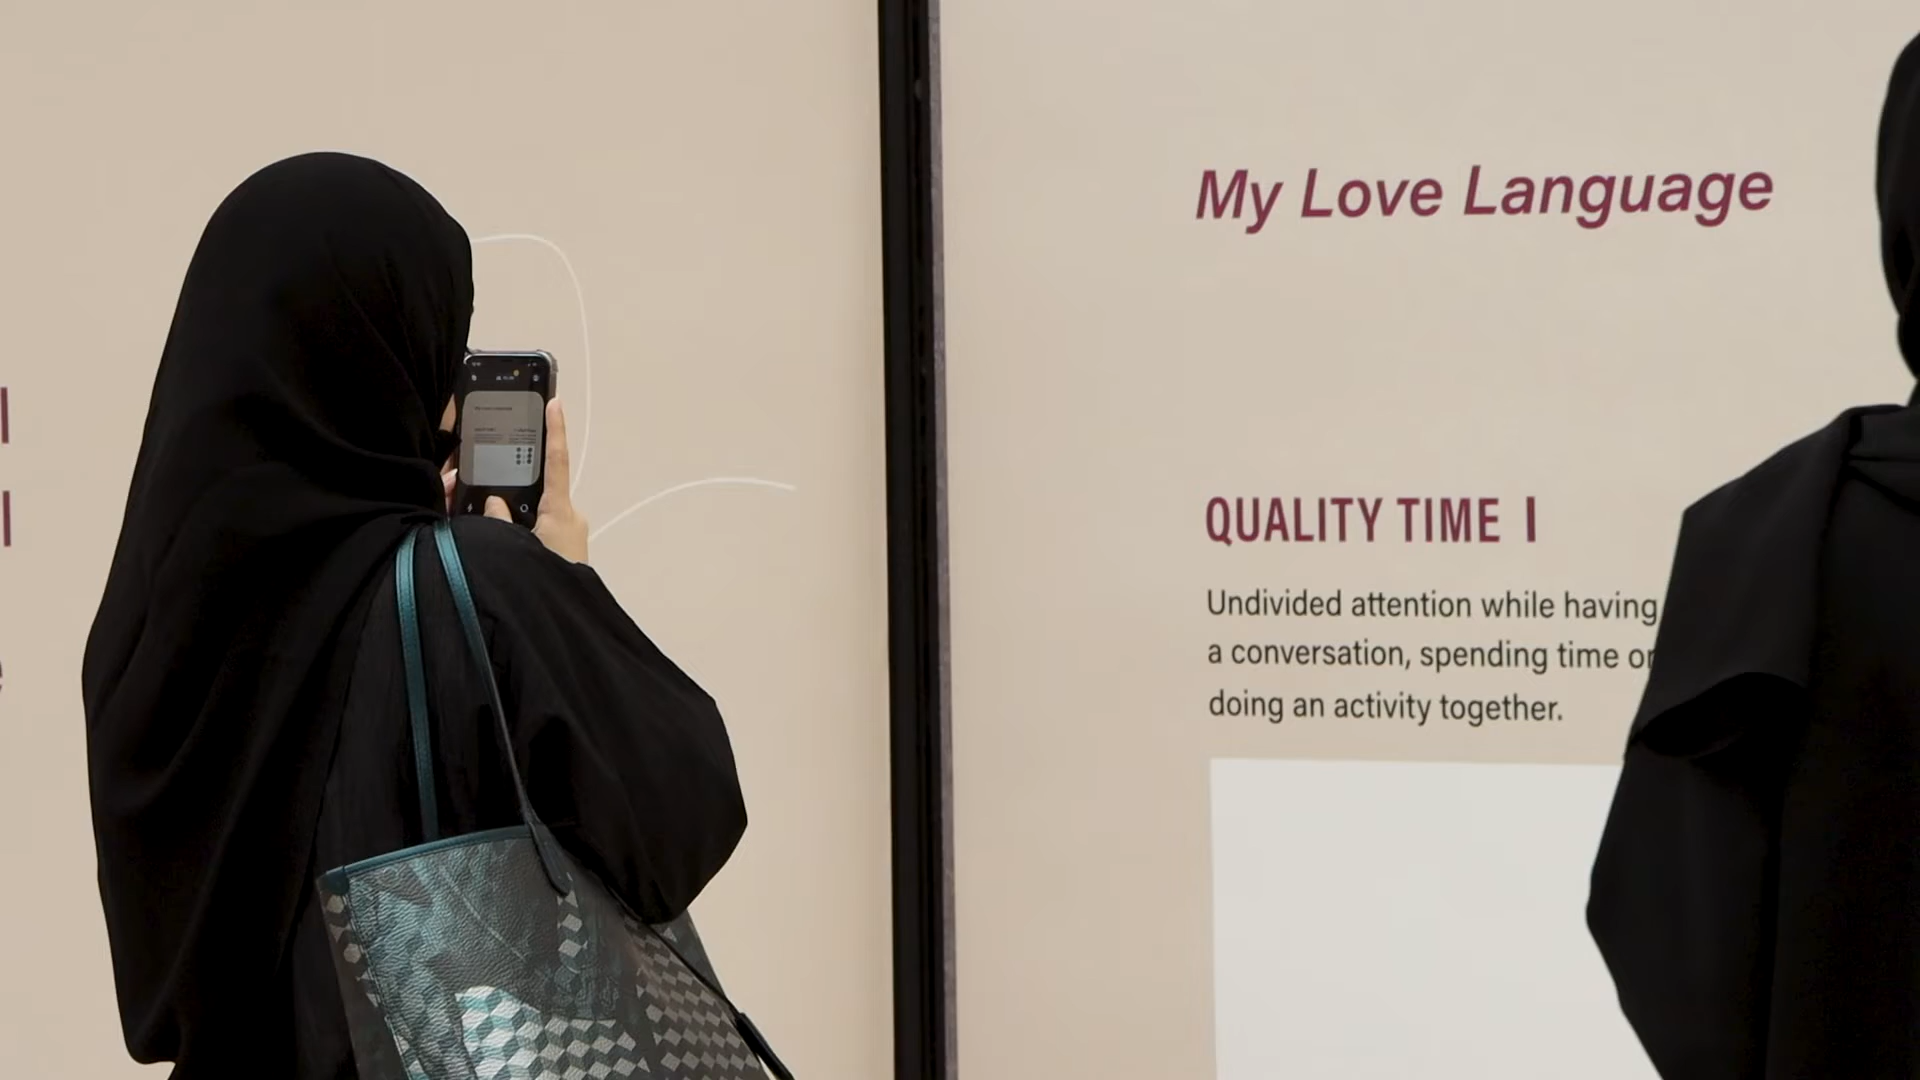 My Love Language
QUALITY TIME I
Undivided attention while having
a conversation, spending time or
doing an activity together.